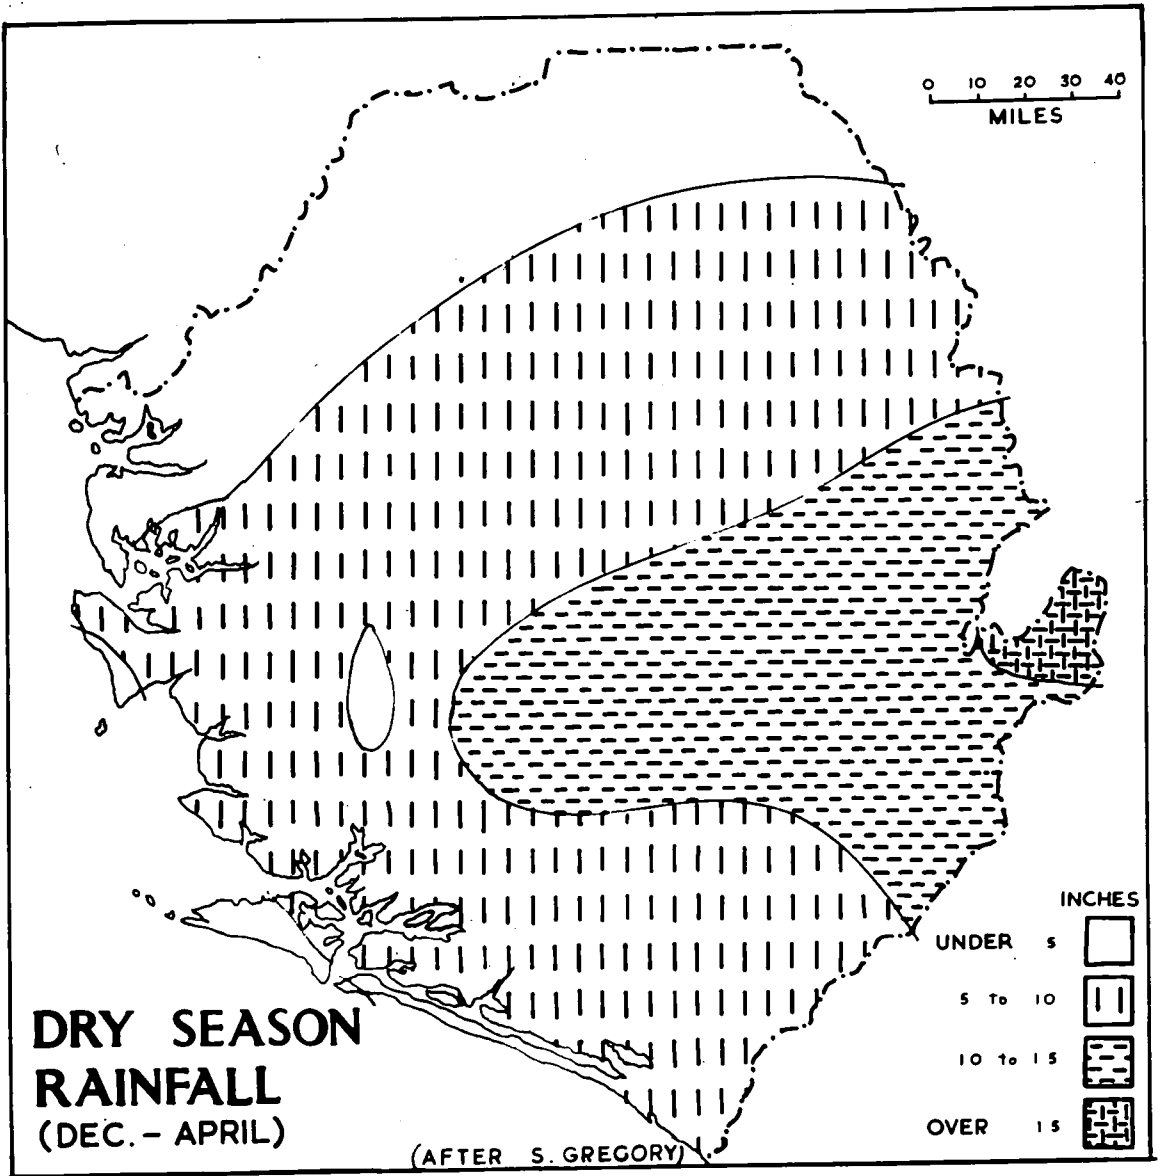 0 10 20 30 40
MILES
INCHES
UNDER 5
5 To 10
10 to 15
OVER 15
DRY SEASON
RAINFALL
(DEC. - APRIL)
(AFTER S. GREGORY)